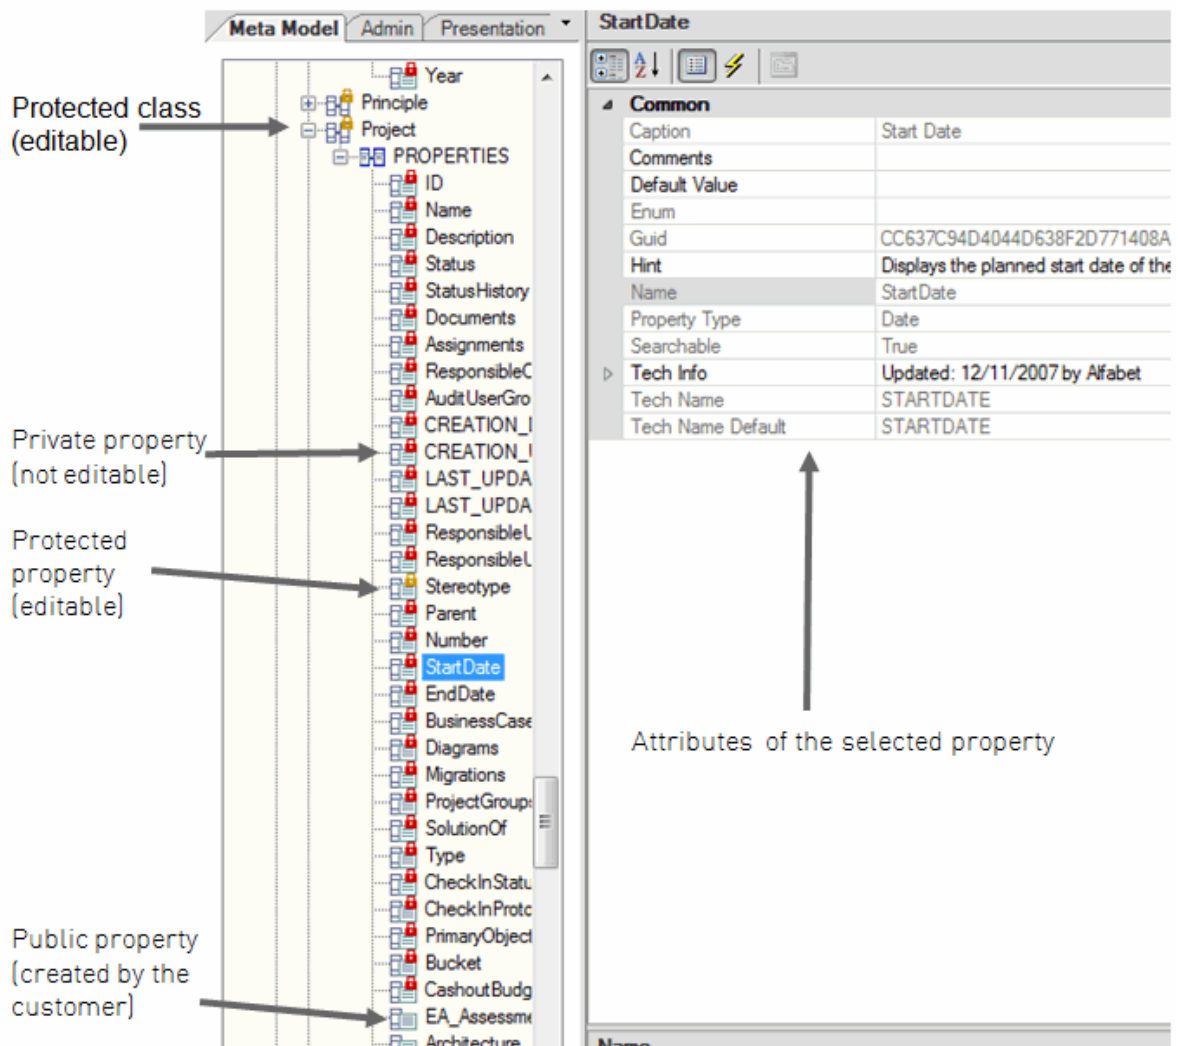 Meta Model
Admin
Presentation
StartDate
Year
Principle
Project
PROPERTIES
ID
Name
Description
Status
StatusHistory
Documents
Assignments
ResponsibleC
AuditUserGro
CREATION_
CREATION_
LAST_UPDA
LAST_UPDA
ResponsibleU
ResponsibleU
Stereotype
Parent
Number
StartDate
EndDate
BusinessCase
Diagrams
Migrations
ProjectGroups
SolutionOf
Type
CheckInStatu
CheckInProtc
PrimaryObject
Bucket
CashoutBudg
EA_Assessme
Architecture
Protected class
(editable)
Private property
(not editable)
Protected
property
(editable)
Public property
(created by the
customer)
Common
Caption Start Date
Comments
Default Value
Enum
Guid CC637C94D4044D638F2D771408A
Hint Displays the planned start date of the
Name StartDate
Property Type Date
Searchable True
Tech Info Updated: 12/11/2007 by Alfabet
Tech Name STARTDATE
Tech Name Default STARTDATE
Attributes of the selected property
Name